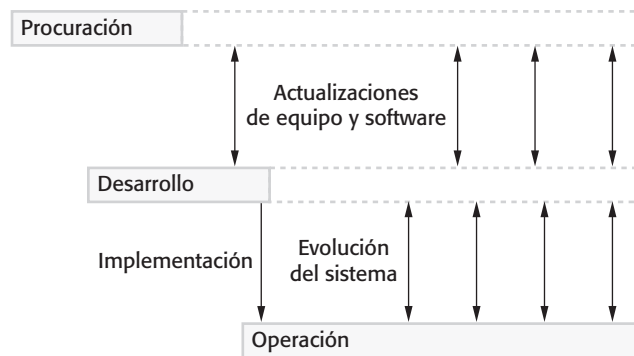 Procuración
Actualizaciones
de equipo y software
Desarrollo
Implementación
Evolución
del sistema
Operación